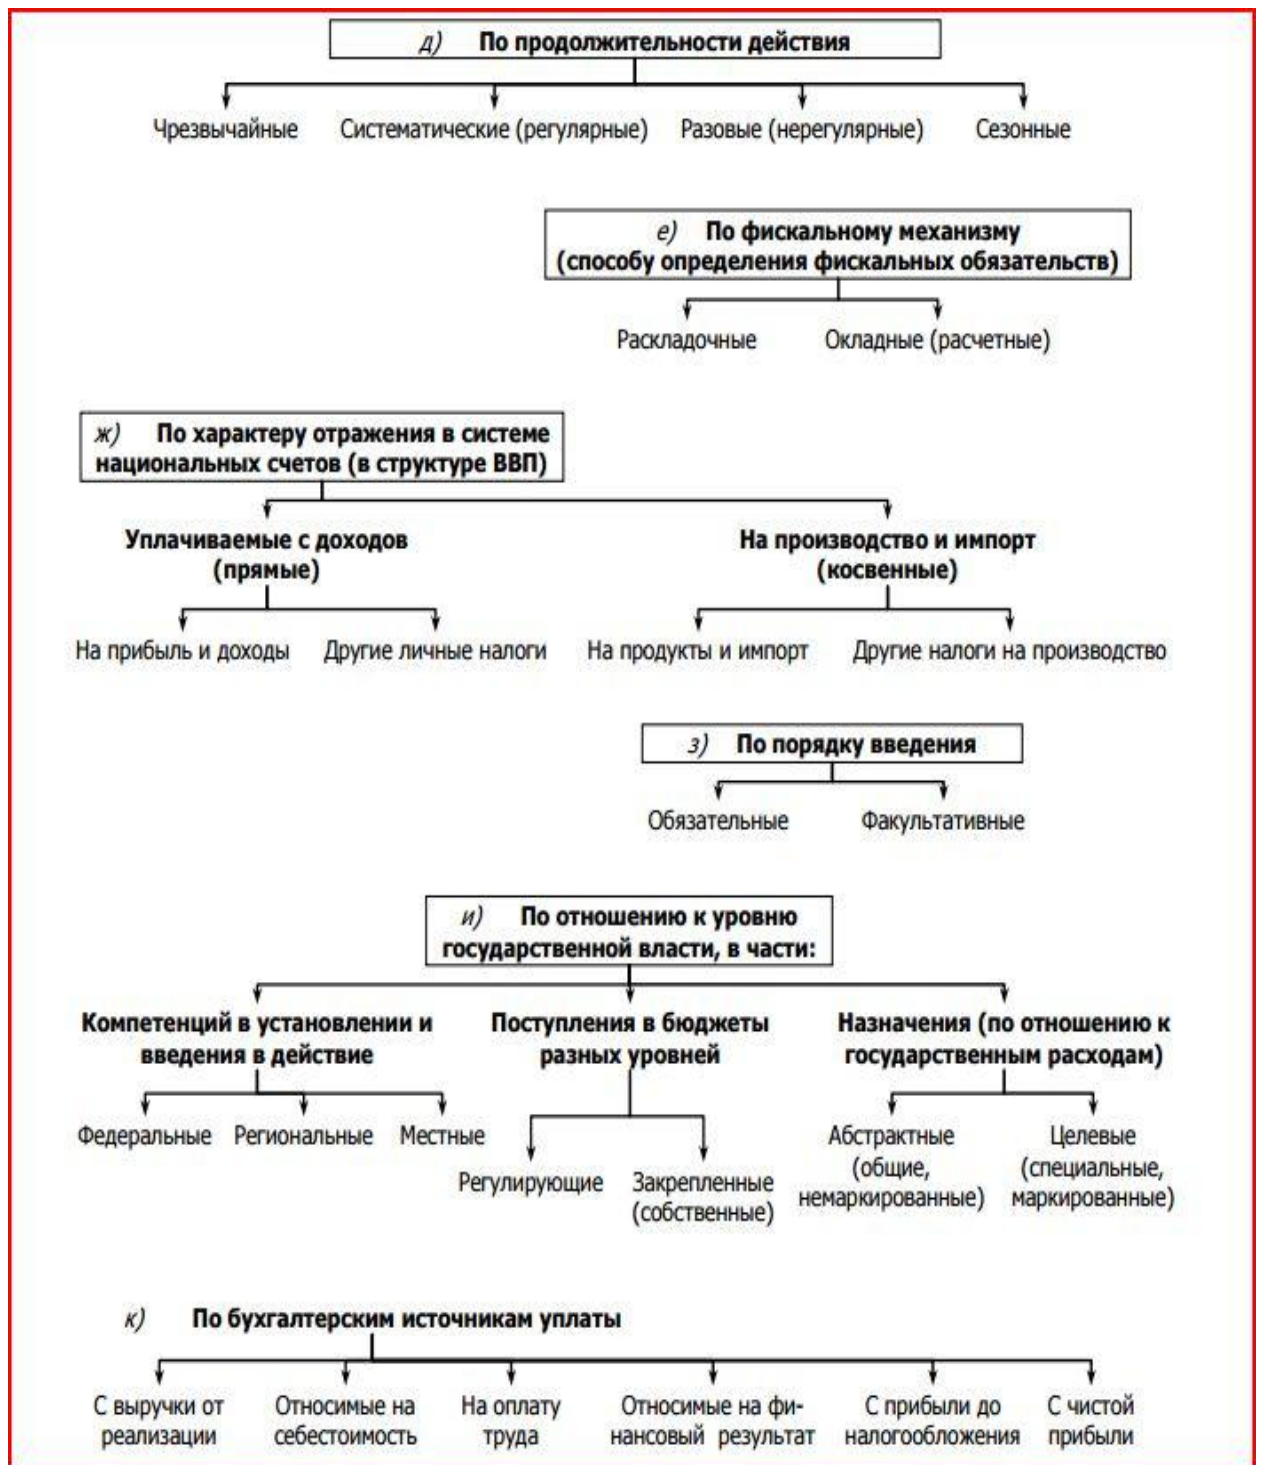 д) По продолжительности действия
Чрезвычайные Систематические (регулярные) Разовые (нерегулярные) Сезонные
е) По фискальному механизму
(способу определения фискальных обязательств)
Раскладочные Окладные (расчетные)
ж) По характеру отражения в системе
национальных счетов (в структуре ВВП)
Уплачиваемые с доходов
(прямые)
На производство и импорт
(косвенные)
На прибыль и доходы Другие личные налоги На продукты и импорт Другие налоги на производство
з) По порядку введения
Обязательные Факультативные
и) По отношению к уровню
государственной власти, в части:
Компетенций в установлении и
введения в действие
Поступления в бюджеты
разных уровней
Назначения (по отношению к
государственным расходам)
Федеральные Региональные Местные
Регулирующие
Закрепленные
(собственные)
Абстрактные
(общие,
немаркированные)
Целевые
(специальные,
маркированные)
к) По бухгалтерским источникам уплаты
С выручки от
реализации
Относимые на
себестоимость
На оплату
труда
Относимые на фи-
нансовый результат
С прибыли до
налогообложения
С чистой
прибыли